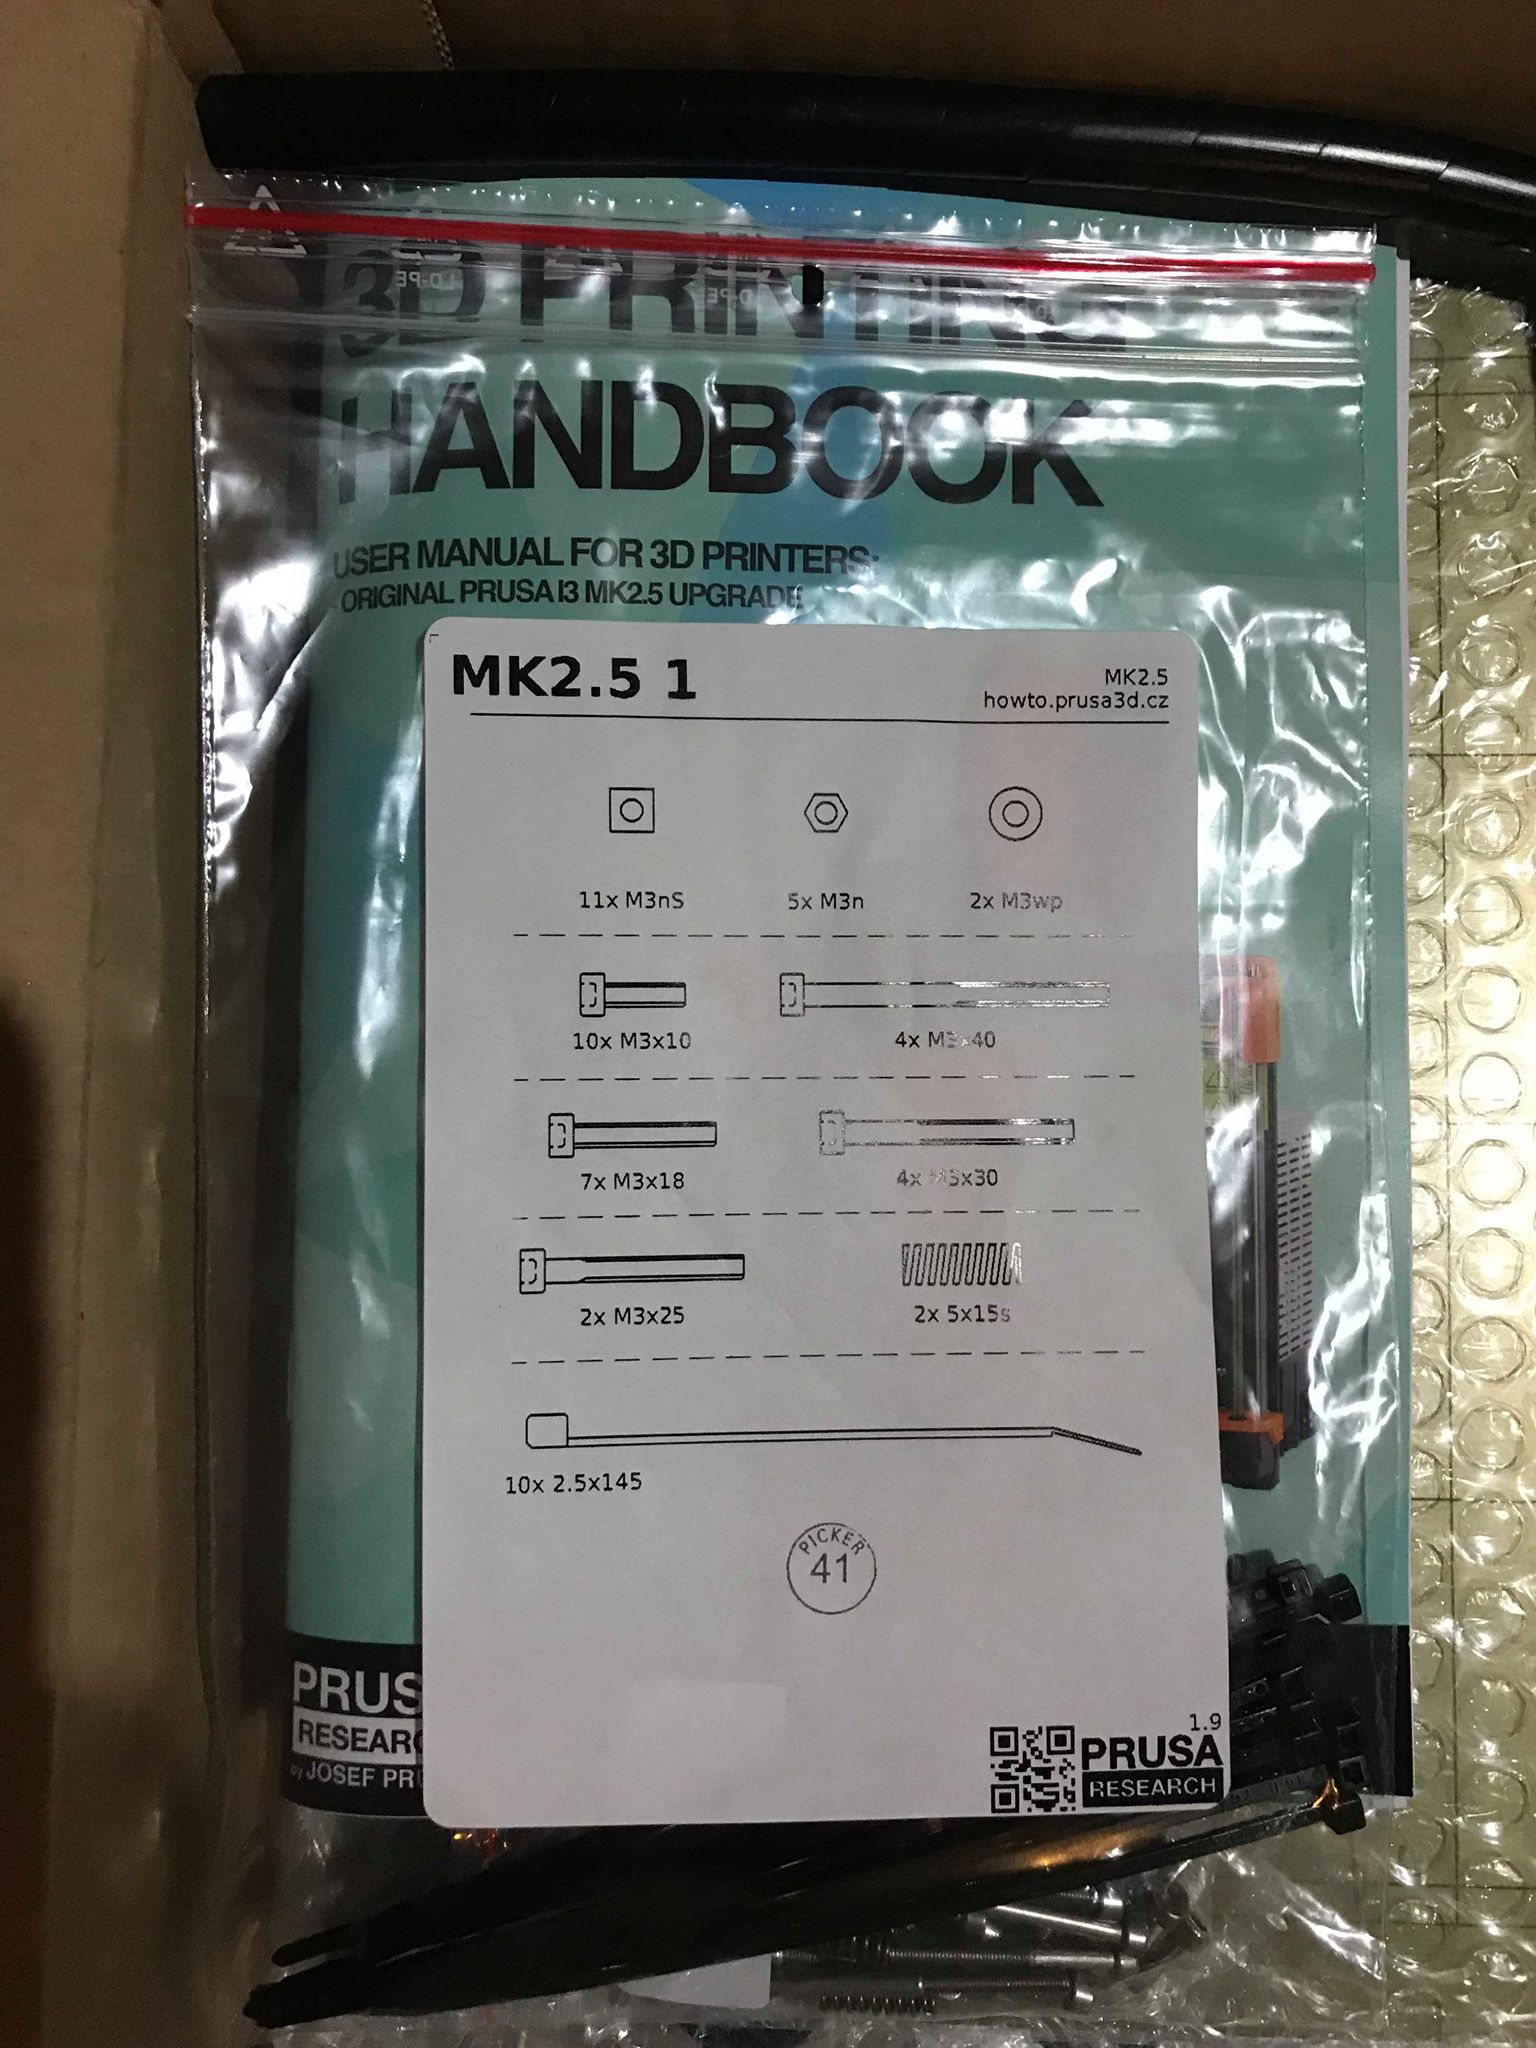 3D PRINTING
HANDBOOK
USER MANUAL FOR 3D PRINTERS:
- ORIGINAL PRUSA I3 MK2.5 UPGRADE
MK2.5 1
MK2.5
howto.prusa3d.cz
11x M3nS
5x M3n
2x M3wp
10x M3x10
4x M3x40
7x M3x18
4x M3x30
2x M3x25
2x 5x15s
10x 2.5x145
PICKER
41
PRUS
RESEARC
by JOSEF PRU
1.9
PRUSA
RESEARCH